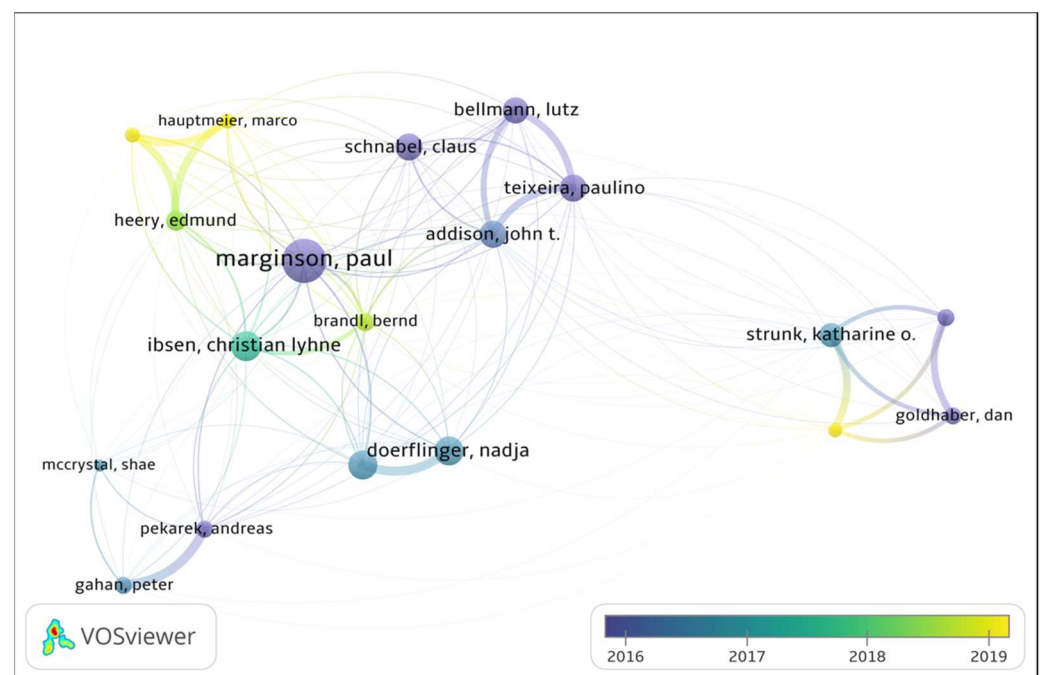 bellmann, lutz
hauptmeier, marco
schnabel, claus
teixeira, paulino
heery, edmund
addison, john t.
marginson, paul
brandl, bernd
strunk, katharine o.
ibsen, christian lyhne
goldhaber, dan
doerflinger, nadja
mccrystal, shae
pekarek, andreas
gahan, peter
VOSviewer
2016 2017 2018 2019